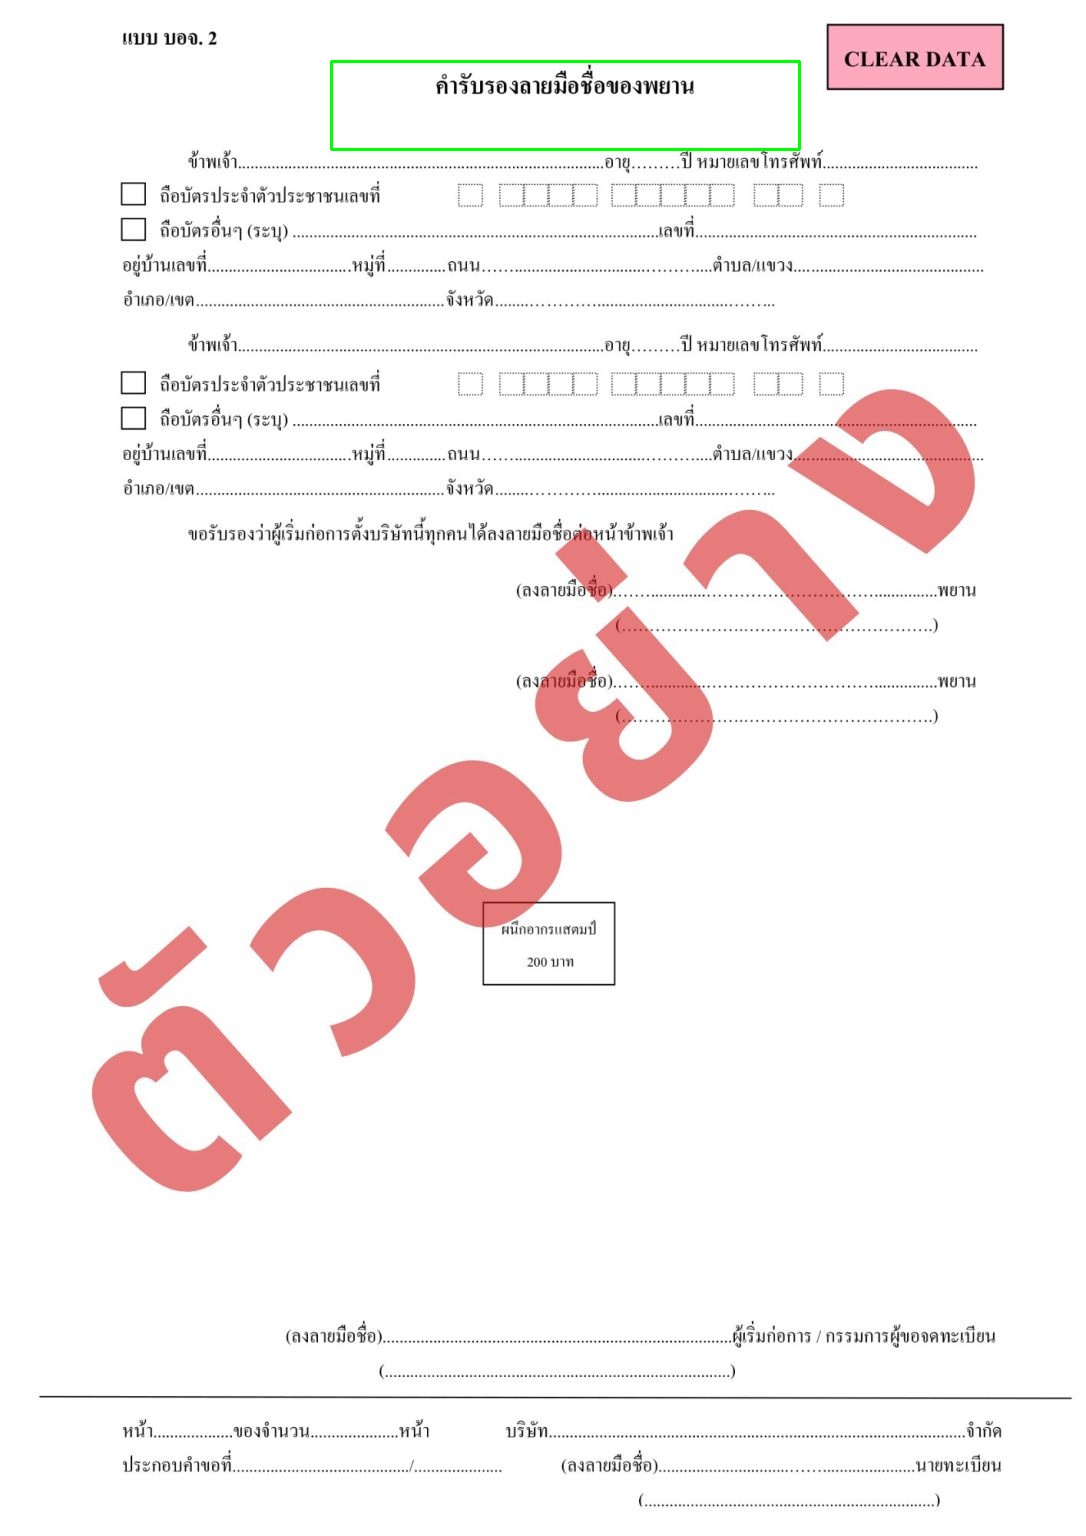 แบบ บอจ. 2
CLEAR DATA
คำรับรองลายมือชื่อของพยาน
ข้าพเจ้า......................................................................................อายุ........ปี หมายเลขโทรศัพท์.....................................
ถือบัตรประจำตัวประชาชนเลขที่
ถือบัตรอื่นๆ (ระบุ) .......................................................................................เลขที่...................................................................
อยู่บ้านเลขที่..................................หมู่ที่..............ถนน.......................................................ตำบล/แขวง.............................................
อำเภอ/เขต...........................................................จังหวัด..................................................................
ข้าพเจ้า......................................................................................อายุ........ปี หมายเลขโทรศัพท์.....................................
ถือบัตรประจำตัวประชาชนเลขที่
ถือบัตรอื่นๆ (ระบุ) .......................................................................................เลขที่...................................................................
อยู่บ้านเลขที่..................................หมู่ที่..............ถนน.......................................................ตำบล/แขวง.............................................
อำเภอ/เขต...........................................................จังหวัด..................................................................
ขอรับรองว่าผู้เริ่มก่อการตั้งบริษัทนี้ทุกคนได้ลงลายมือชื่อต่อหน้าข้าพเจ้า
(ลงลายมือชื่อ)..............................................................................พยาน
(..........................................................................)
(ลงลายมือชื่อ)..............................................................................พยาน
(..........................................................................)
ตัวอย่าง
ผนึกอากรแสตมป์
200 บาท
(ลงลายมือชื่อ)...................................................................................ผู้เริ่มก่อการ / กรรมการผู้ขอจดทะเบียน
(..................................................................................)
หน้า...................ของจำนวน.....................หน้า บริษัท...................................................................................................จำกัด
ประกอบคำขอที่........................................../..................... (ลงลายมือชื่อ).............................................................นายทะเบียน
(.....................................................................)